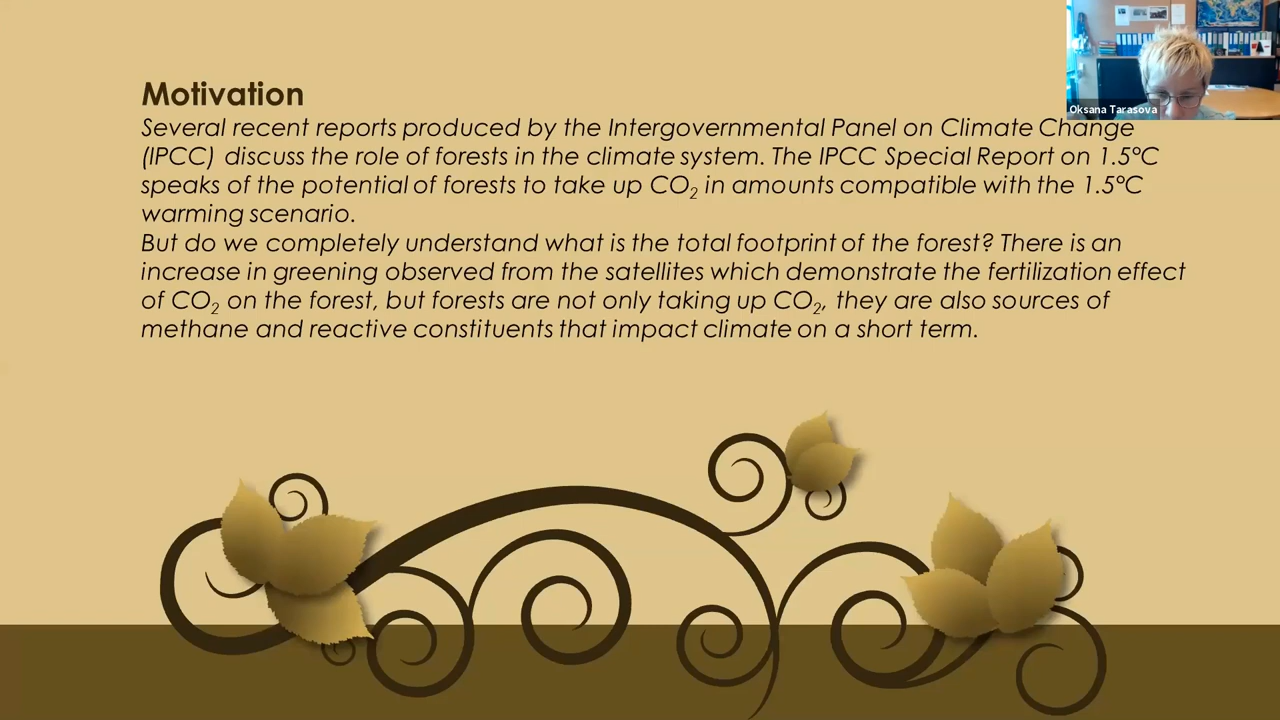 Motivation
Several recent reports produced by the Intergovernmental Panel on Climate Change
(IPCC) discuss the role of forests in the climate system. The IPCC Special Report on 1.5°C
speaks of the potential of forests to take up CO₂ in amounts compatible with the 1.5°C
warming scenario.
But do we completely understand what is the total footprint of the forest? There is an
increase in greening observed from the satellites which demonstrate the fertilization effect
of CO₂ on the forest, but forests are not only taking up CO₂, they are also sources of
methane and reactive constituents that impact climate on a short term.
Oksana Tarasova